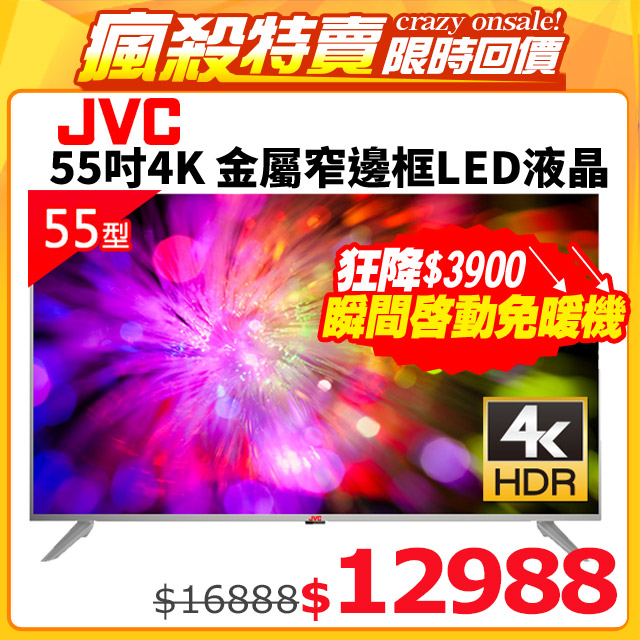 瘋殺特賣
crazy onsale!
限時回價
JVC
55吋4K 金屬窄邊框LED液晶
55型
狂降$3900
瞬間啓動免暖機
4K
HDR
JVC
$16888 $12988